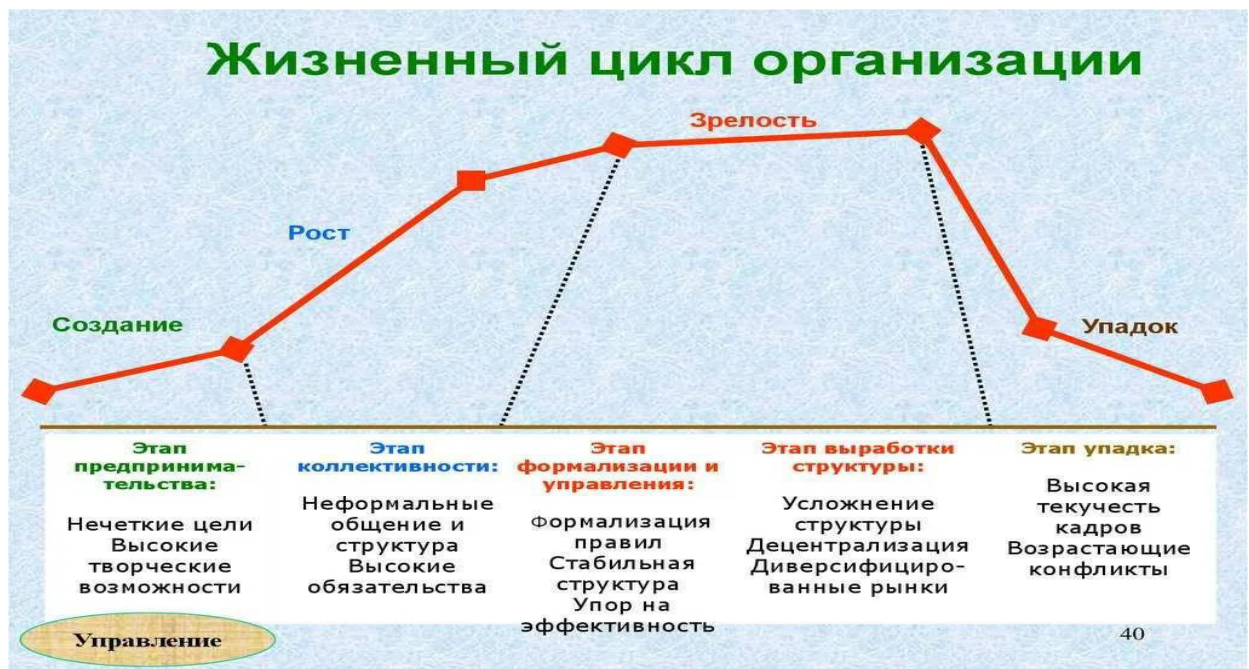 Жизненный цикл организации
Зрелость
Рост
Создание
Упадок
Этап
предпринима-
тельства:
Нечеткие цели
Высокие
творческие
возможности
Этап
коллективности:
Неформальные
общение и
структура
Высокие
обязательства
Этап
формализации и
управления:
Формализация
правил
Стабильная
структура
Упор на
эффективность
Этап выработки
структуры:
Усложнение
структуры
Децентрализация
Диверсифициро-
ванные рынки
Этап упадка:
Высокая
текучесть
кадров
Возрастающие
конфликты
Управление
40